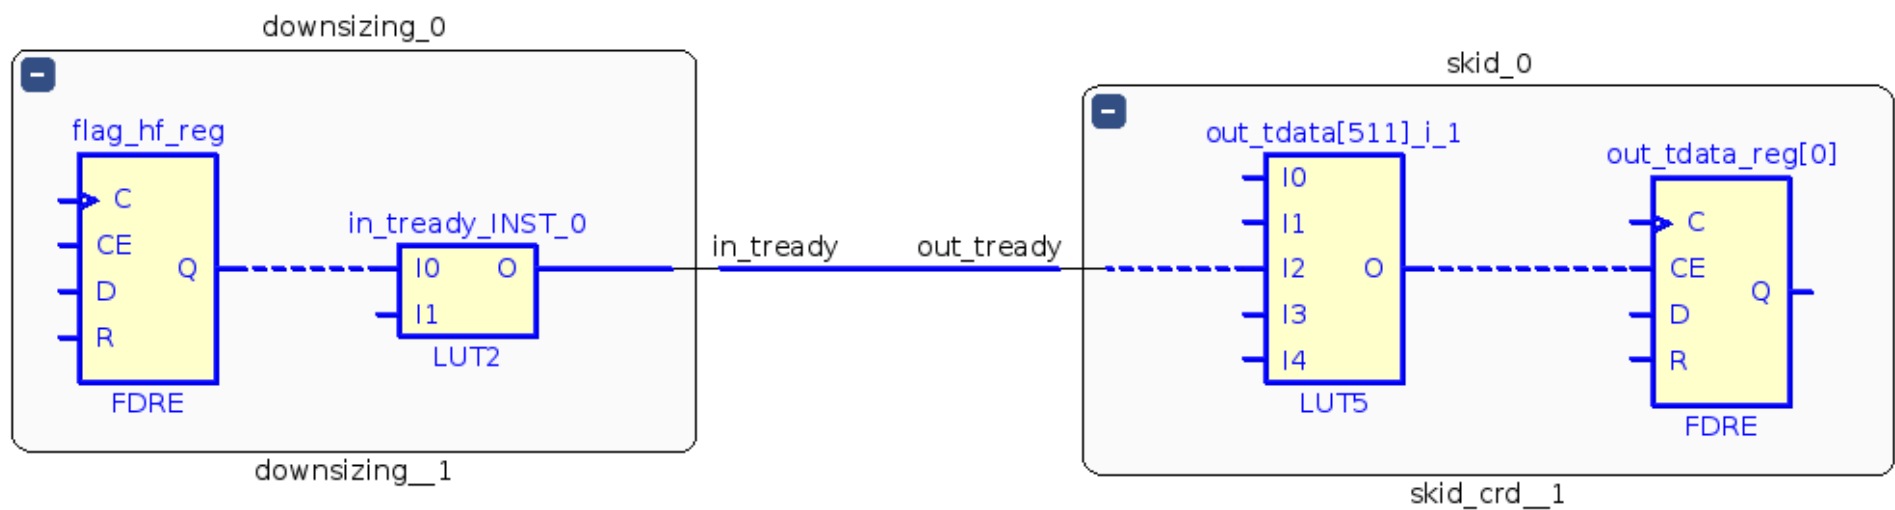 downsizing_0
flag_hf_reg
C
CE
D
R
Q
FDRE
in_tready_INST_0
I0
I1
O
LUT2
downsizing__1
in_tready
out_tready
skid_0
out_tdata[511]_i_1
I0
I1
I2
I3
I4
O
LUT5
out_tdata_reg[0]
C
CE
D
R
Q
FDRE
skid_crd__1